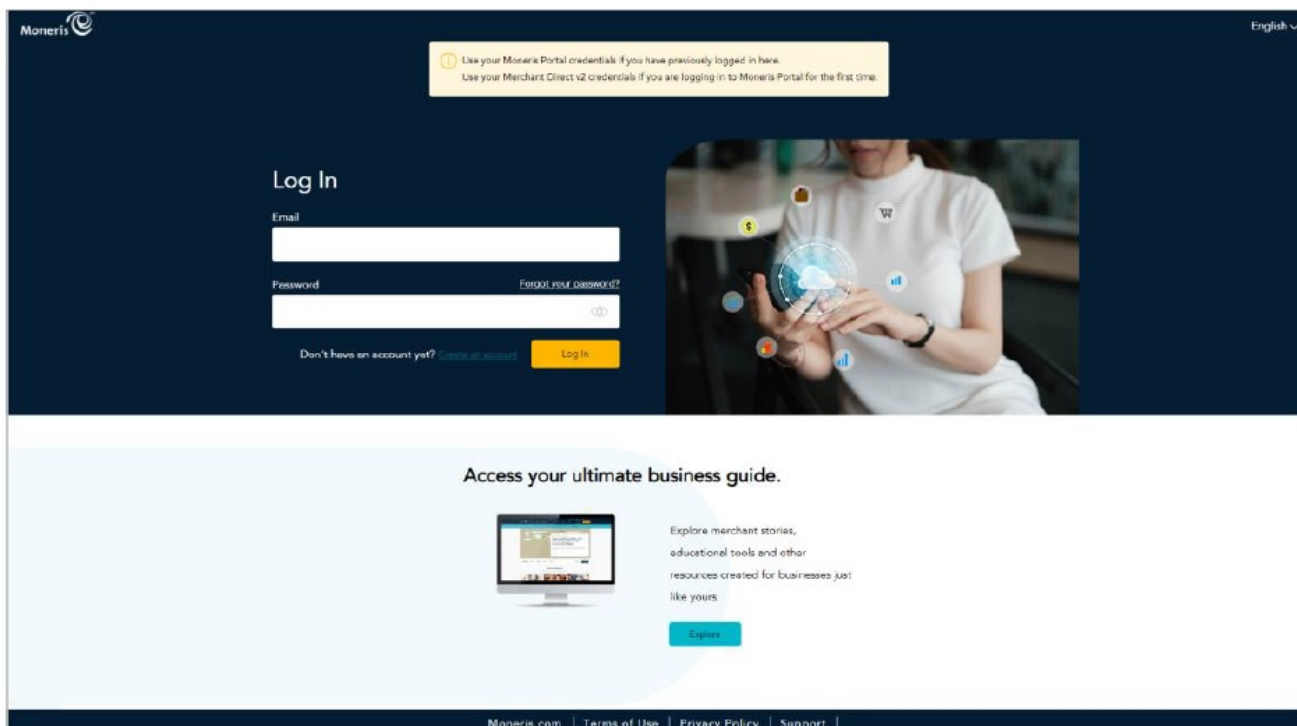 Moneris
English
Use your Moneris Portal credentials if you have previously logged in here.
Use your Merchant Direct v2 credentials if you are logging in to Moneris Portal for the first time.
Log In
Email
Password Forgot your password?
Don't have an account yet? Create an account Log In
$
Access your ultimate business guide.
Explore merchant stories,
educational tools and other
resources created for businesses just
like yours
Explore
Moneris.com | Terms of Use | Privacy Policy | Support |